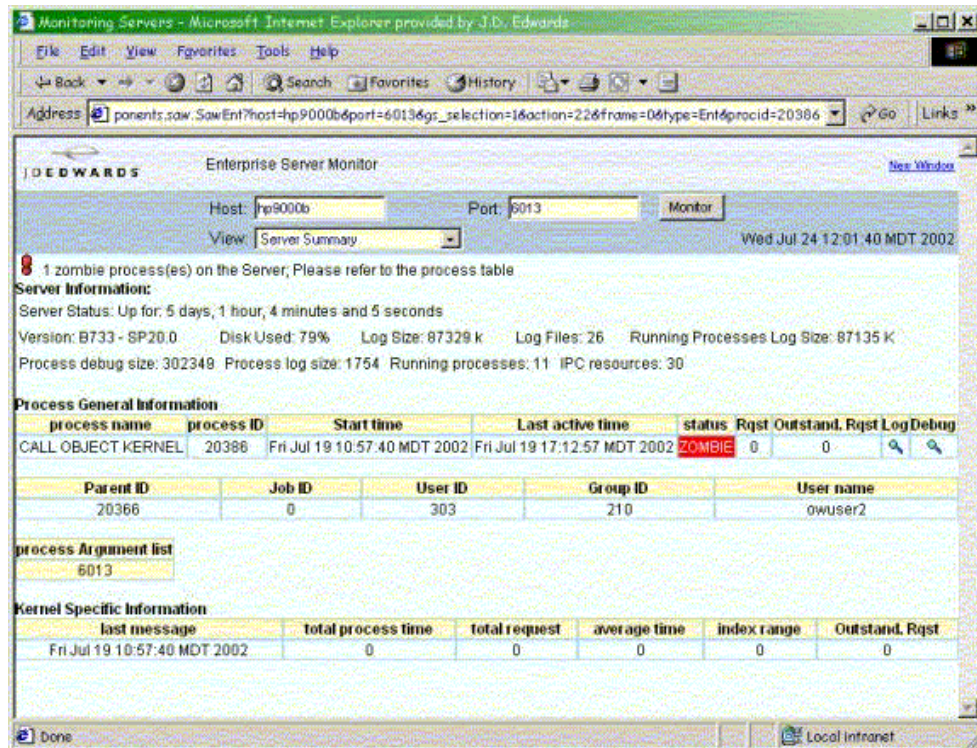 Monitoring Servers - Microsoft Internet Explorer provided by J.D. Edwards
File Edit View Favorites Tools Help
Back Search Favorites History
Address ponents.saw.SawEnt?host=hp9000b&port=6013&gs_selection=1&action=22&frame=0&type=Ent&procid=20386 Go Links »
JDEDWARDS Enterprise Server Monitor New Window
Host: hp9000b Port: 6013 Monitor
View: Server Summary Wed Jul 24 12:01:40 MDT 2002
1 zombie process(es) on the Server; Please refer to the process table
Server Information:
Server Status: Up for: 5 days, 1 hour, 4 minutes and 5 seconds
Version: B733 - SP20.0 Disk Used: 79% Log Size: 87329 k Log Files: 26 Running Processes Log Size: 87135 K
Process debug size: 302349 Process log size: 1754 Running processes: 11 IPC resources: 30
Process General Information
process name process ID Start time Last active time status Rqst Outstand. Rqst Log Debug
CALL OBJECT KERNEL 20386 Fri Jul 19 10:57:40 MDT 2002 Fri Jul 19 17:12:57 MDT 2002 ZOMBIE 0 0
Parent ID Job ID User ID Group ID User name
20366 0 303 210 owuser2
process Argument list
6013
Kernel Specific Information
last message total process time total request average time index range Outstand. Rqst
Fri Jul 19 10:57:40 MDT 2002 0 0 0 0 0
Done Local intranet